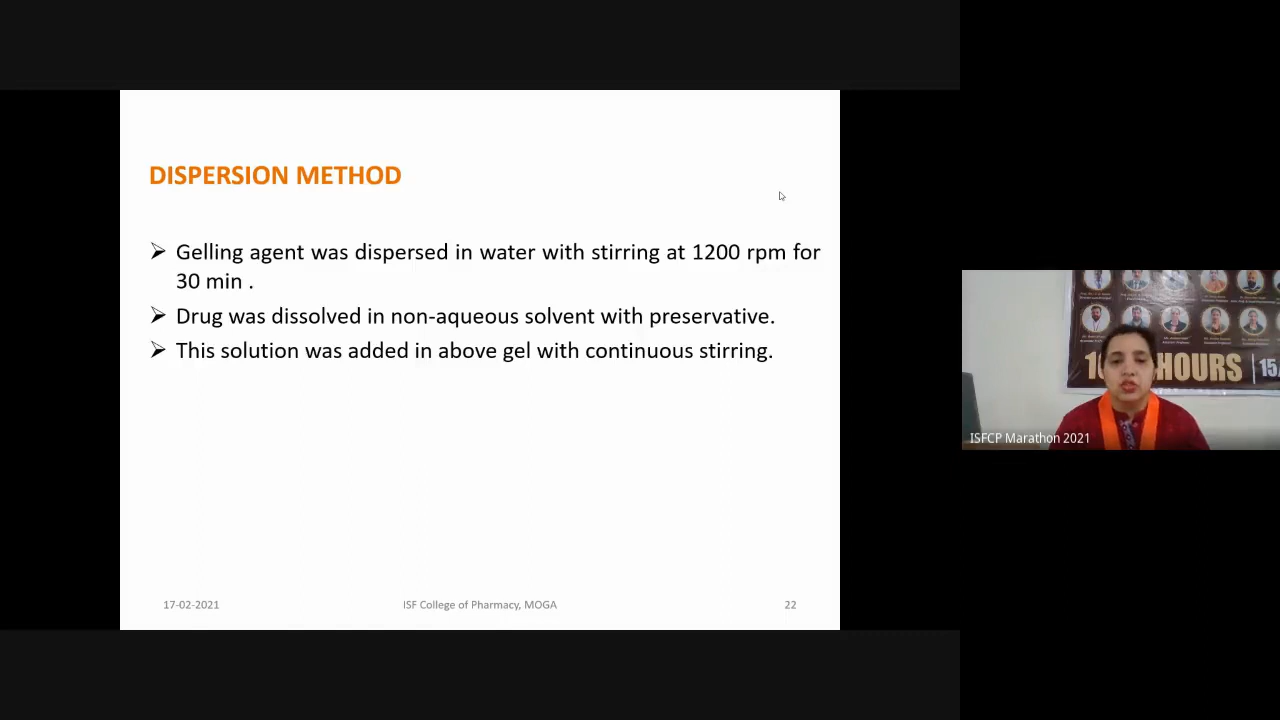 DISPERSION METHOD
➢ Gelling agent was dispersed in water with stirring at 1200 rpm for
30 min .
➢ Drug was dissolved in non-aqueous solvent with preservative.
➢ This solution was added in above gel with continuous stirring.
17-02-2021
ISF College of Pharmacy, MOGA
22
HOURS
15
ISFCP Marathon 2021